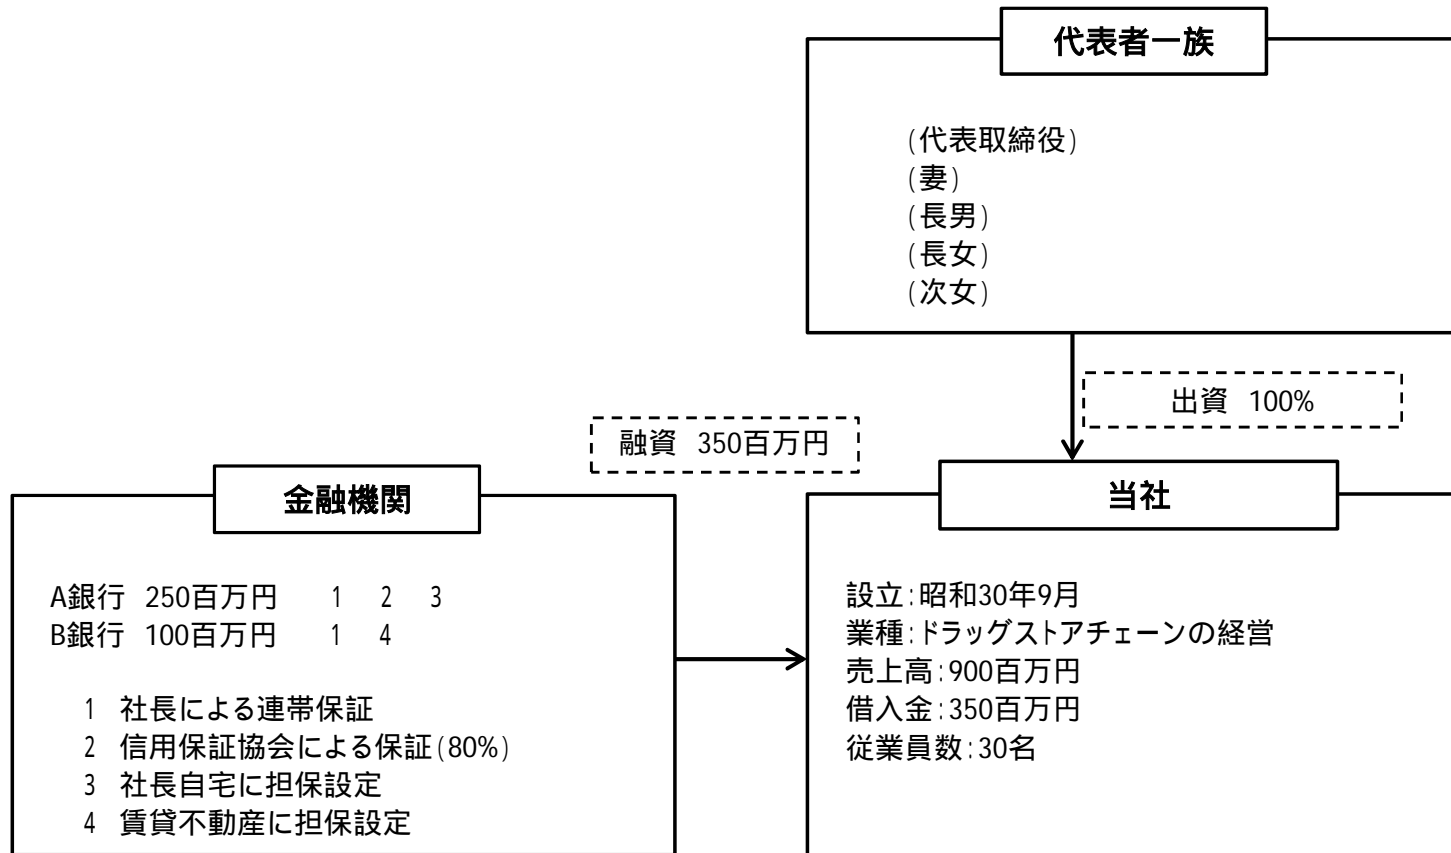 代表者一族
(代表取締役)
(妻)
(長男)
(長女)
(次女)
出資 100%
融資 350百万円
金融機関
A銀行 250百万円 1 2 3
B銀行 100百万円 1 4
1 社長による連帯保証
2 信用保証協会による保証(80%)
3 社長自宅に担保設定
4 賃貸不動産に担保設定
当社
設立:昭和30年9月
業種:ドラッグストアチェーンの経営
売上高:900百万円
借入金:350百万円
従業員数:30名